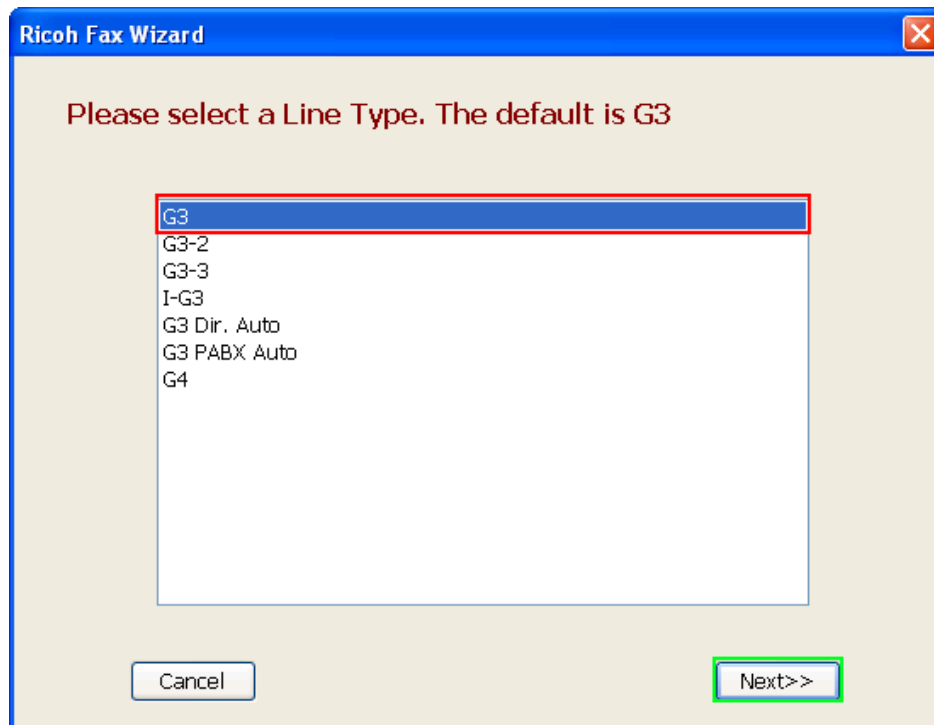 Ricoh Fax Wizard
Please select a Line Type. The default is G3
G3
G3-2
G3-3
I-G3
G3 Dir. Auto
G3 PABX Auto
G4
Cancel
Next>>